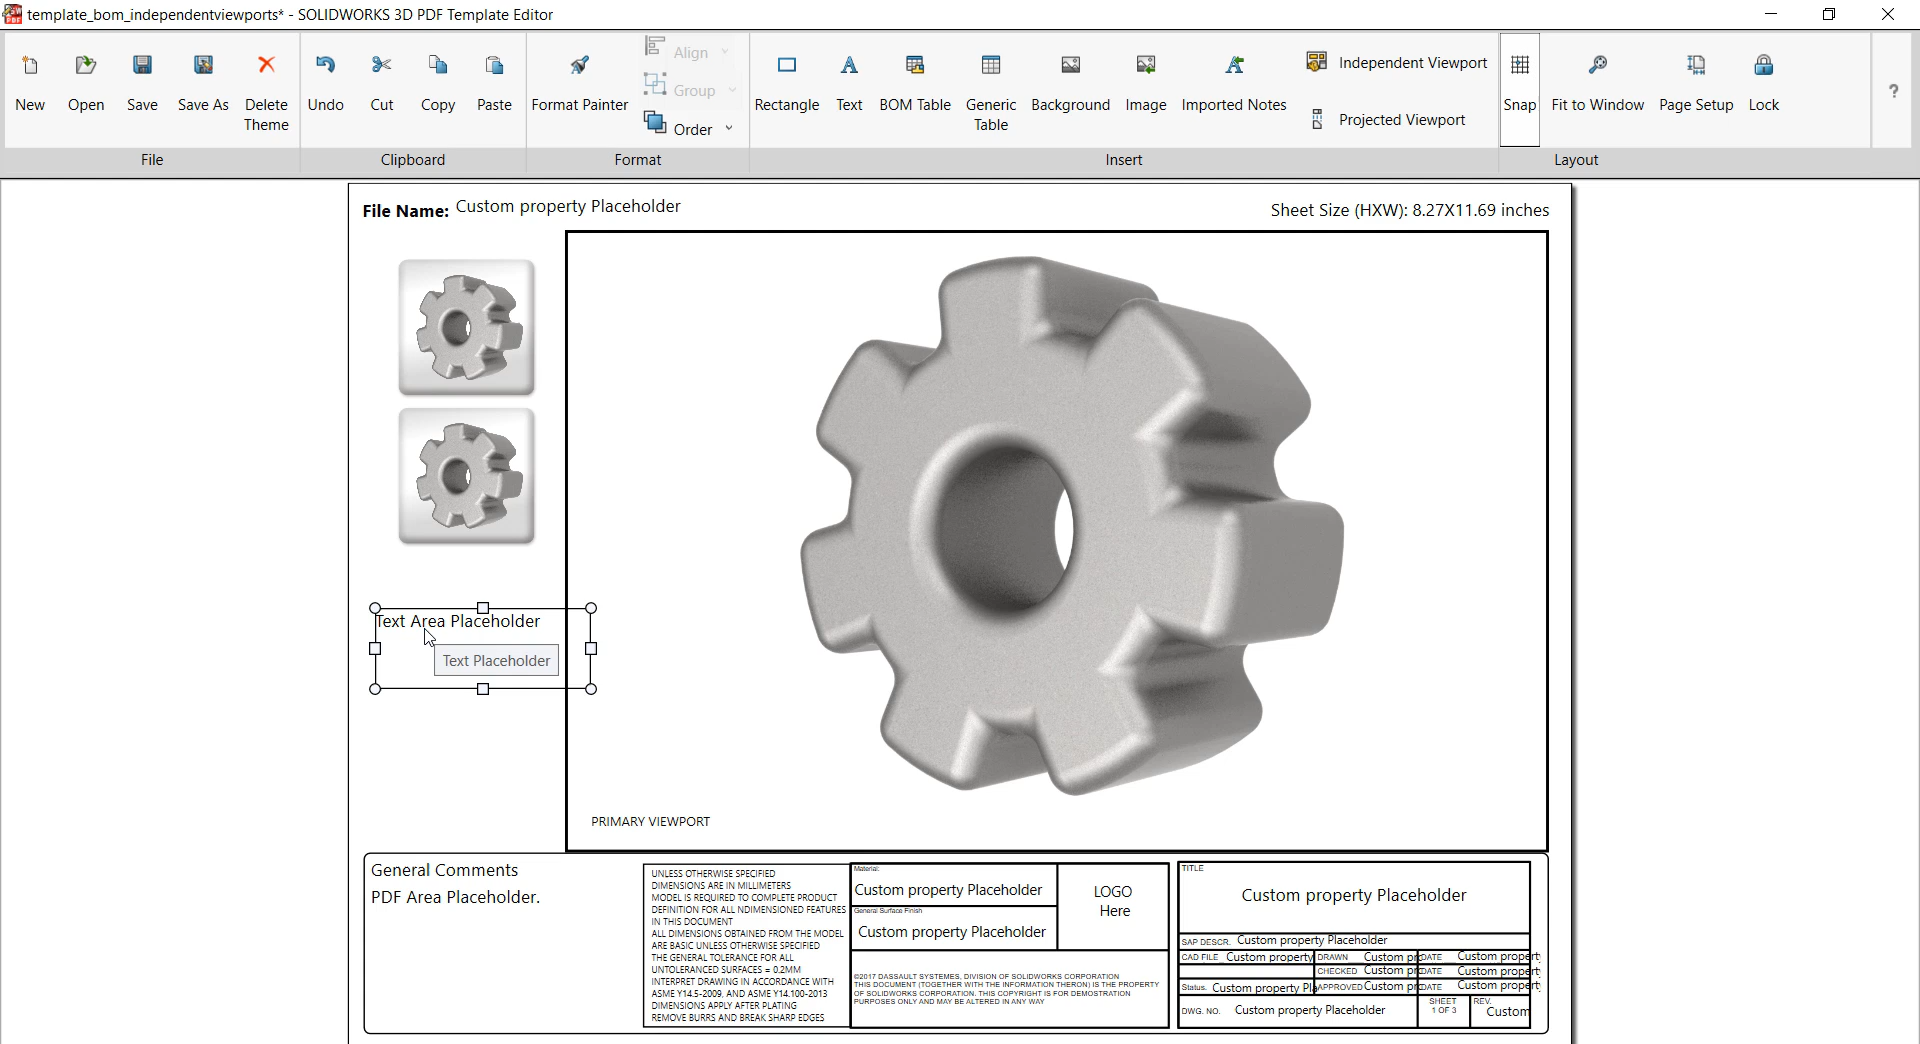 template_bom_independentviewports* - SOLIDWORKS 3D PDF Template Editor
New
Open
Save
Save As
Delete
Theme
Undo
Cut
Copy
Paste
Format Painter
Align
Group
Order
Rectangle
Text
BOM Table
Generic
Table
Background
Image
Imported Notes
Independent Viewport
Projected Viewport
Snap
Fit to Window
Page Setup
Lock
?
File
Clipboard
Format
Insert
Layout
File Name: Custom property Placeholder
Sheet Size (HXW): 8.27X11.69 inches
Text Area Placeholder
Text Placeholder
PRIMARY VIEWPORT
General Comments
PDF Area Placeholder.
UNLESS OTHERWISE SPECIFIED
DIMENSIONS ARE IN MILLIMETERS
MODEL IS REQUIRED TO COMPLETE PRODUCT
DEFINITION FOR ALL NDIMENSIONED FEATURES
IN THIS DOCUMENT
ALL DIMENSIONS OBTAINED FROM THE MODEL
ARE BASIC UNLESS OTHERWISE SPECIFIED
THE GENERAL TOLERANCE FOR ALL
UNTOLERANCED SURFACES = 0.2MM
INTERPRET DRAWING IN ACCORDANCE WITH
ASME Y14.5-2009, AND ASME Y14.100-2013
DIMENSIONS APPLY AFTER PLATING
REMOVE BURRS AND BREAK SHARP EDGES
Material:
Custom property Placeholder
General Surface Finish
Custom property Placeholder
LOGO
Here
©2017 DASSAULT SYSTEMES, DIVISION OF SOLIDWORKS CORPORATION
THIS DOCUMENT (TOGETHER WITH THE INFORMATION THERON) IS THE PROPERTY
OF SOLIDWORKS CORPORATION. THIS COPYRIGHT IS FOR DEMOSTRATION
PURPOSES ONLY AND MAY BE ALTERED IN ANY WAY
TITLE
Custom property Placeholder
SAP DESCR. Custom property Placeholder
CAD FILE Custom property DRAWN Custom pr DATE Custom propert
CHECKED Custom pr DATE Custom propert
Status. Custom property Pla APPROVED Custom pr DATE Custom propert
DWG. NO. Custom property Placeholder
SHEET
1 OF 3
REV.
Custom